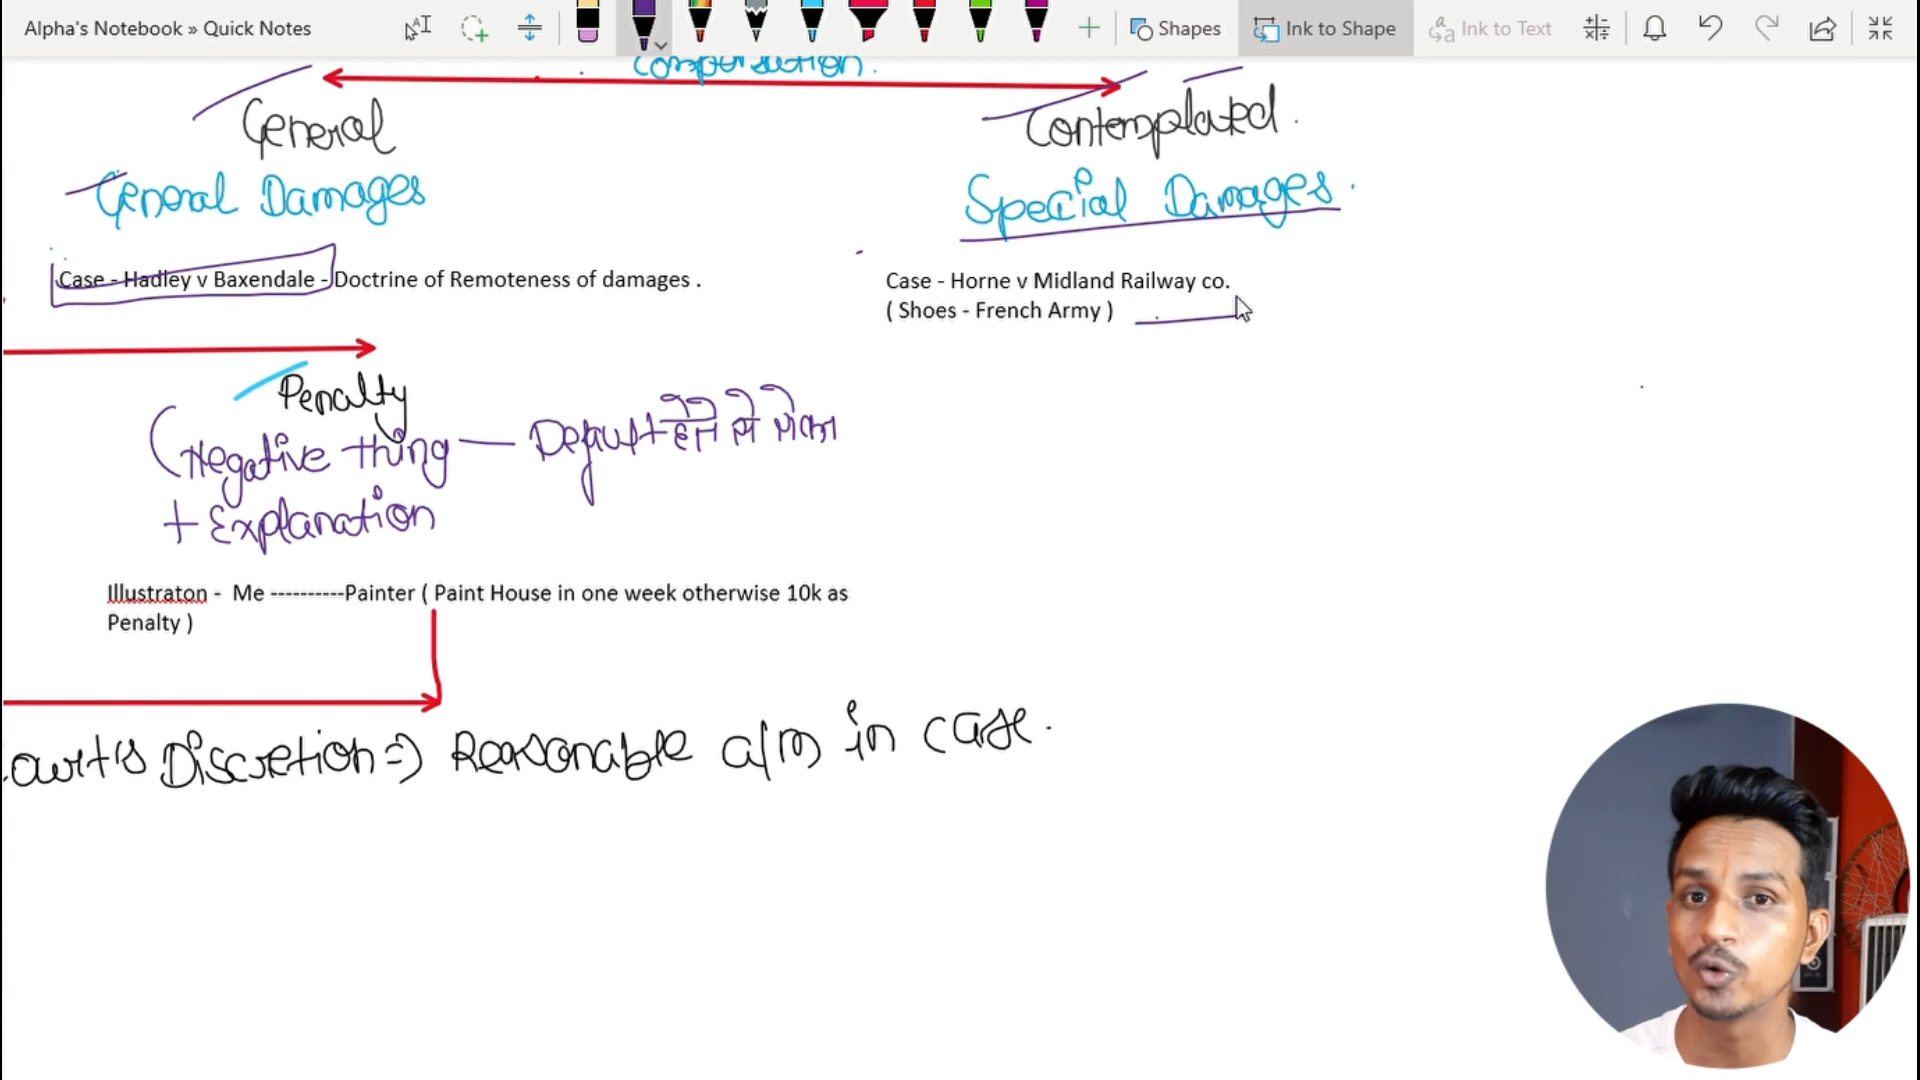 Alpha's Notebook » Quick Notes
Shapes
Ink to Shape
Ink to Text
General
Contemplated.
General Damages
Special Damages.
Case - Hadley v Baxendale - Doctrine of Remoteness of damages .
Case - Horne v Midland Railway co.
( Shoes - French Army )
Penalty
(Negative thing — Default
+ Explanation
Illustraton - Me ----------Painter ( Paint House in one week otherwise 10k as
Penalty )
Discretion => Reasonable a/m in case.